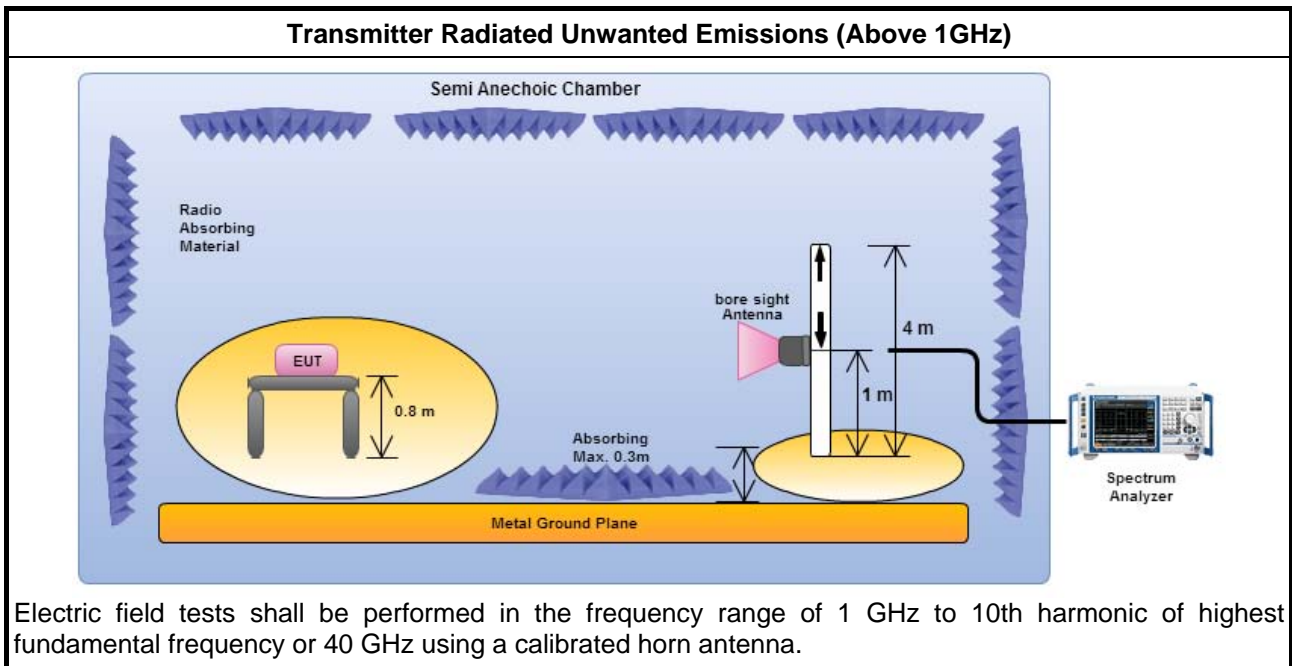 Transmitter Radiated Unwanted Emissions (Above 1GHz)
Semi Anechoic Chamber
Radio
Absorbing
Material
bore sight
Antenna
4 m
EUT
1 m
0.8 m
Absorbing
Max. 0.3m
Spectrum
Analyzer
Metal Ground Plane
Electric field tests shall be performed in the frequency range of 1 GHz to 10th harmonic of highest
fundamental frequency or 40 GHz using a calibrated horn antenna.